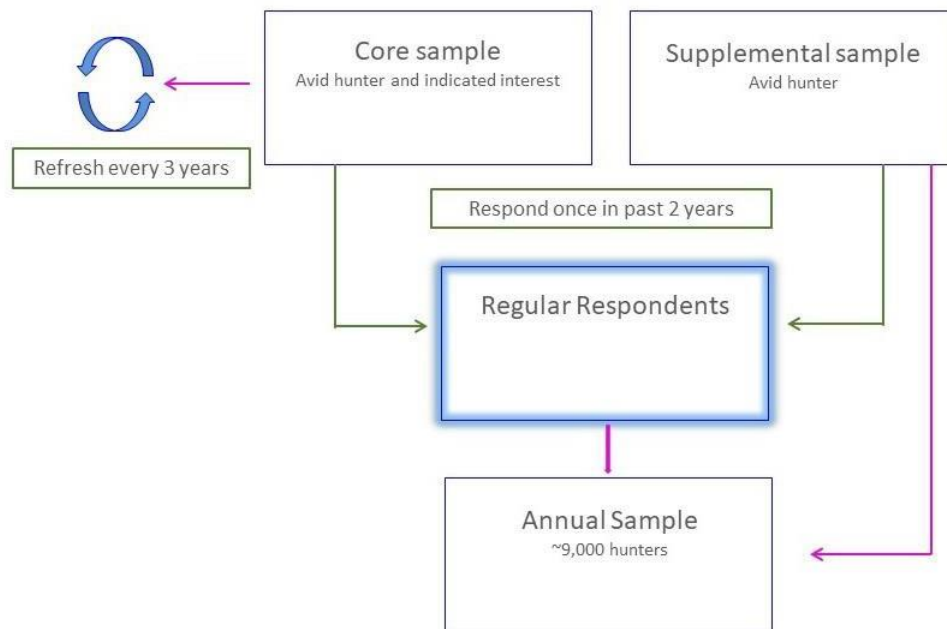 Core sample
Avid hunter and indicated interest
Supplemental sample
Avid hunter
Refresh every 3 years
Respond once in past 2 years
Regular Respondents
Annual Sample
~9,000 hunters